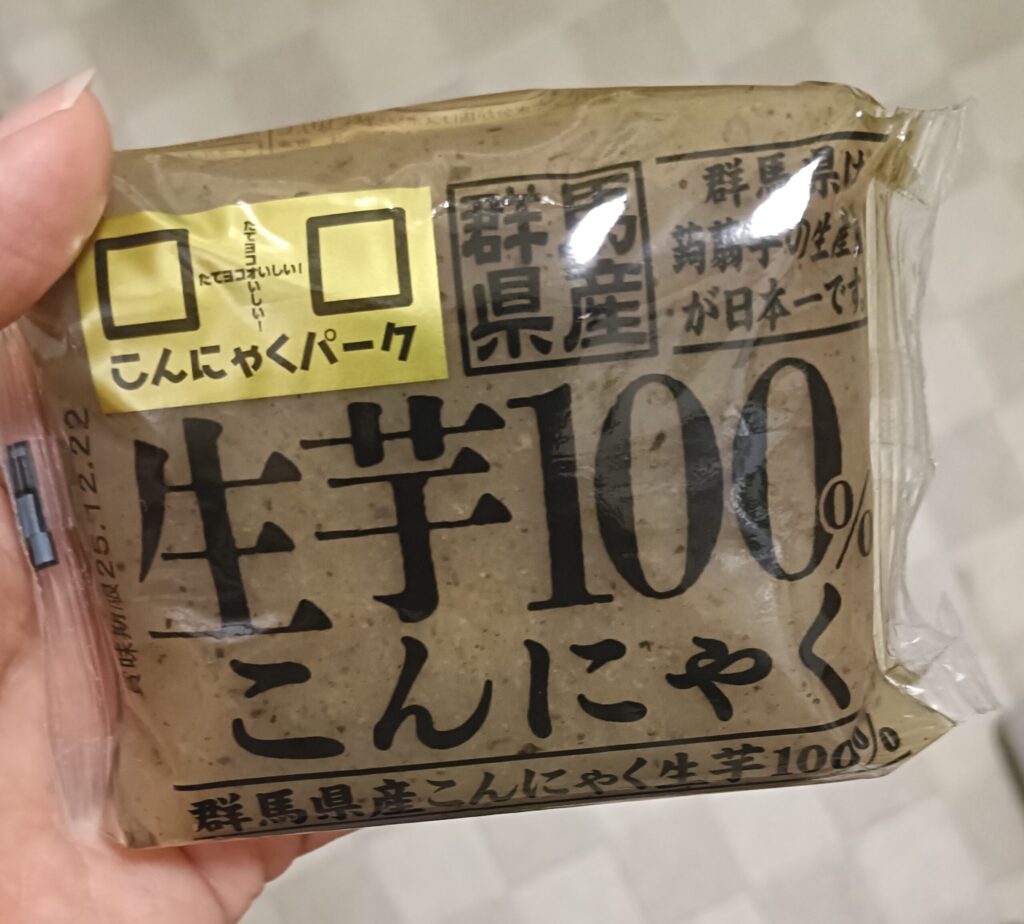 たてヨコオいしい!
たてヨコオいしいー
こんにゃくパーク
群馬
県産
群馬県は
蒟蒻芋の生産
が日本一です
生芋100%
こんにゃく
群馬県産こんにゃく生芋100%
賞味期限25.12.22